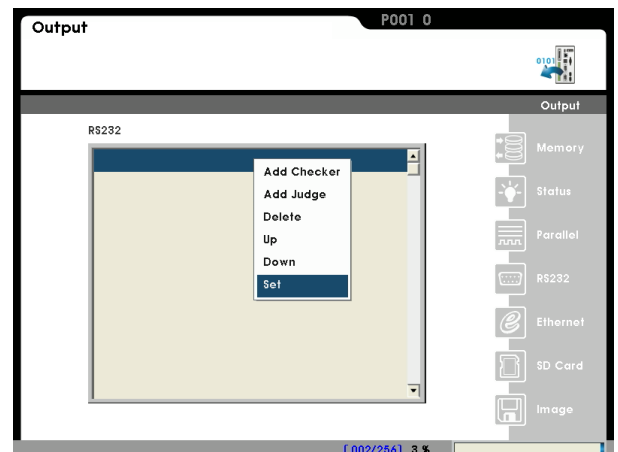 Output
P001 0
0101
Output
RS232
Add Checker
Add Judge
Delete
Up
Down
Set
Memory
Status
Parallel
RS232
Ethernet
SD Card
Image
[ 002/256] 3 %